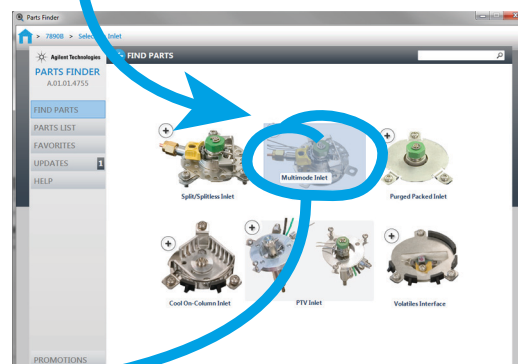 Parts Finder
> 7890B > Select Inlet
Agilent Technologies
FIND PARTS
PARTS FINDER
A.01.01.4755
FIND PARTS
PARTS LIST
FAVORITES
UPDATES 1
HELP
Split/Splitless Inlet
Multimode Inlet
Purged Packed Inlet
Cool On-Column Inlet
PTV Inlet
Volatiles Interface
PROMOTIONS